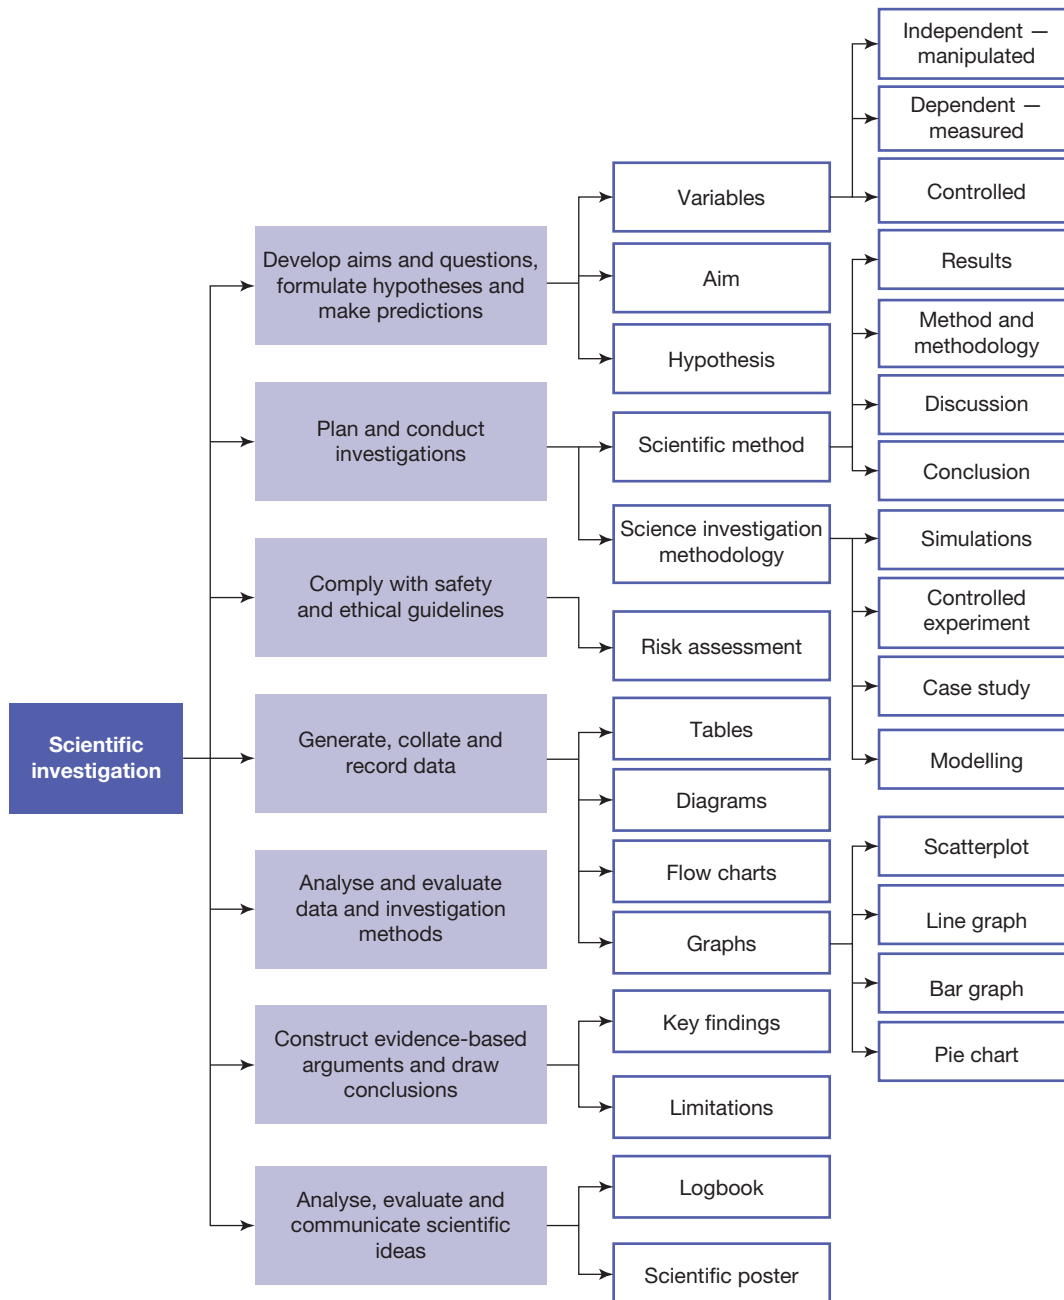 Scientific
investigation
Develop aims and questions,
formulate hypotheses and
make predictions
Plan and conduct
investigations
Comply with safety
and ethical guidelines
Generate, collate and
record data
Analyse and evaluate
data and investigation
methods
Construct evidence-based
arguments and draw
conclusions
Analyse, evaluate and
communicate scientific
ideas
Variables
Aim
Hypothesis
Scientific method
Science investigation
methodology
Risk assessment
Tables
Diagrams
Flow charts
Graphs
Key findings
Limitations
Logbook
Scientific poster
Independent —
manipulated
Dependent —
measured
Controlled
Results
Method and
methodology
Discussion
Conclusion
Simulations
Controlled
experiment
Case study
Modelling
Scatterplot
Line graph
Bar graph
Pie chart